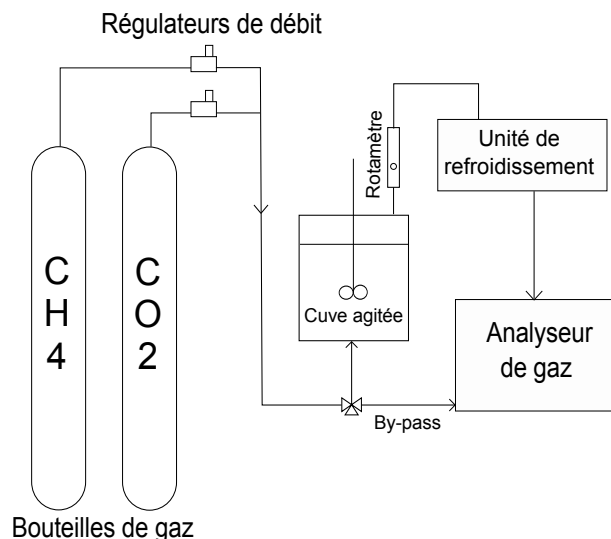 Régulateurs de débit
Rotamètre
Unité de
refroidissement
C
H
4
C
O
2
Cuve agitée
Analyseur
de gaz
By-pass
Bouteilles de gaz